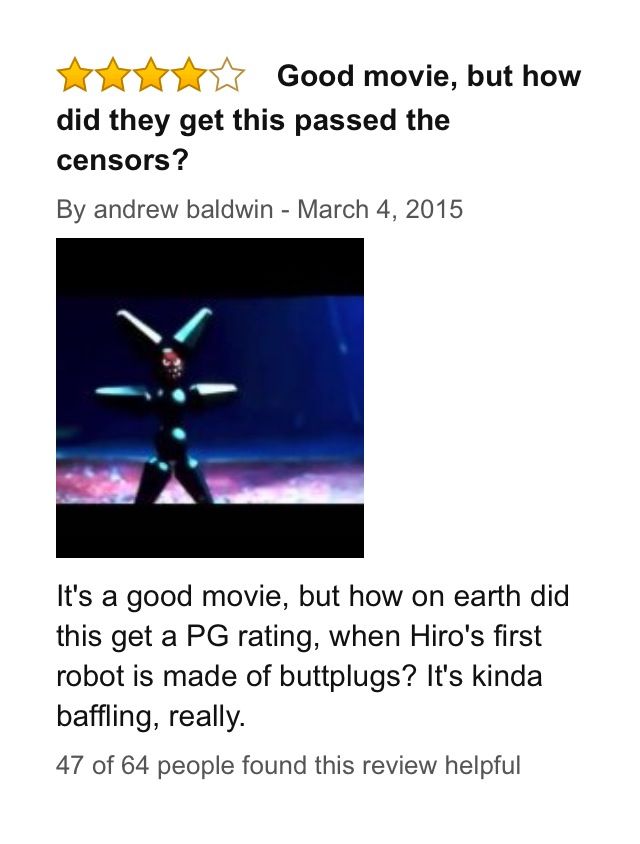 Good movie, but how
did they get this passed the
censors?
By andrew baldwin - March 4, 2015
It's a good movie, but how on earth did
this get a PG rating, when Hiro's first
robot is made of buttplugs? It's kinda
baffling, really.
47 of 64 people found this review helpful